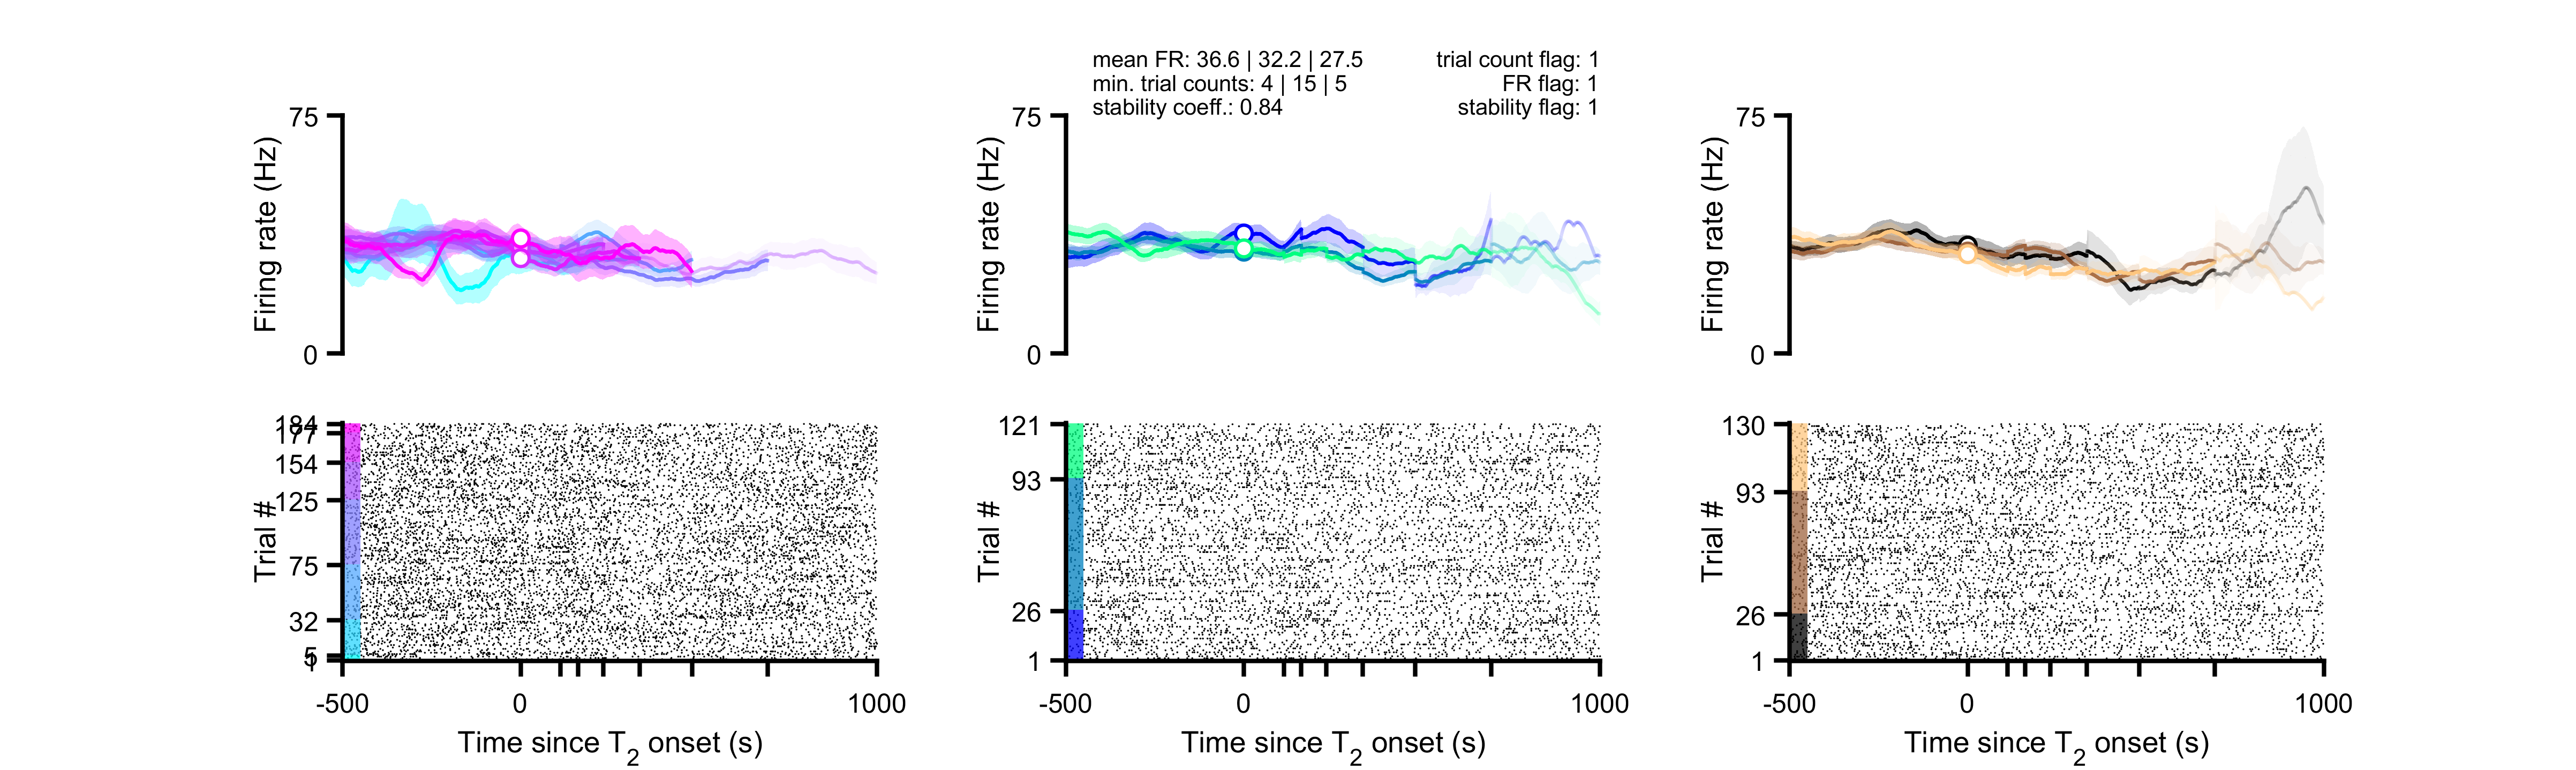 mean FR: 36.6 | 32.2 | 27.5
min. trial counts: 4 | 15 | 5
stability coeff.: 0.84
trial count flag: 1
FR flag: 1
stability flag: 1
75
Firing rate (Hz)
0
75
Firing rate (Hz)
0
75
Firing rate (Hz)
0
184
177
154
125
75
32
5
1
Trial #
-500
0
1000
Time since T2 onset (s)
121
93
26
1
Trial #
-500
0
1000
Time since T2 onset (s)
130
93
26
1
Trial #
-500
0
1000
Time since T2 onset (s)